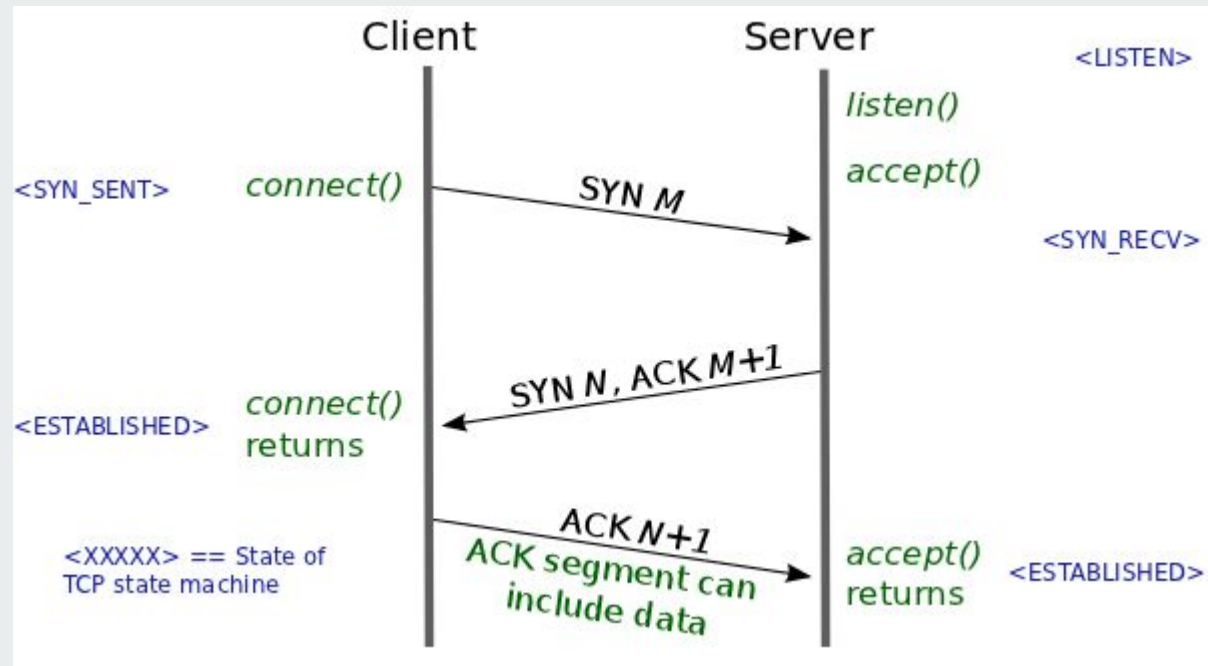 Client
Server
<LISTEN>
listen()
accept()
<SYN_SENT>
connect()
SYN M
<SYN_RECV>
SYN N, ACK M+1
connect()
returns
<ESTABLISHED>
ACK N+1
ACK segment can
include data
<XXXXX> == State of
TCP state machine
accept()
returns
<ESTABLISHED>